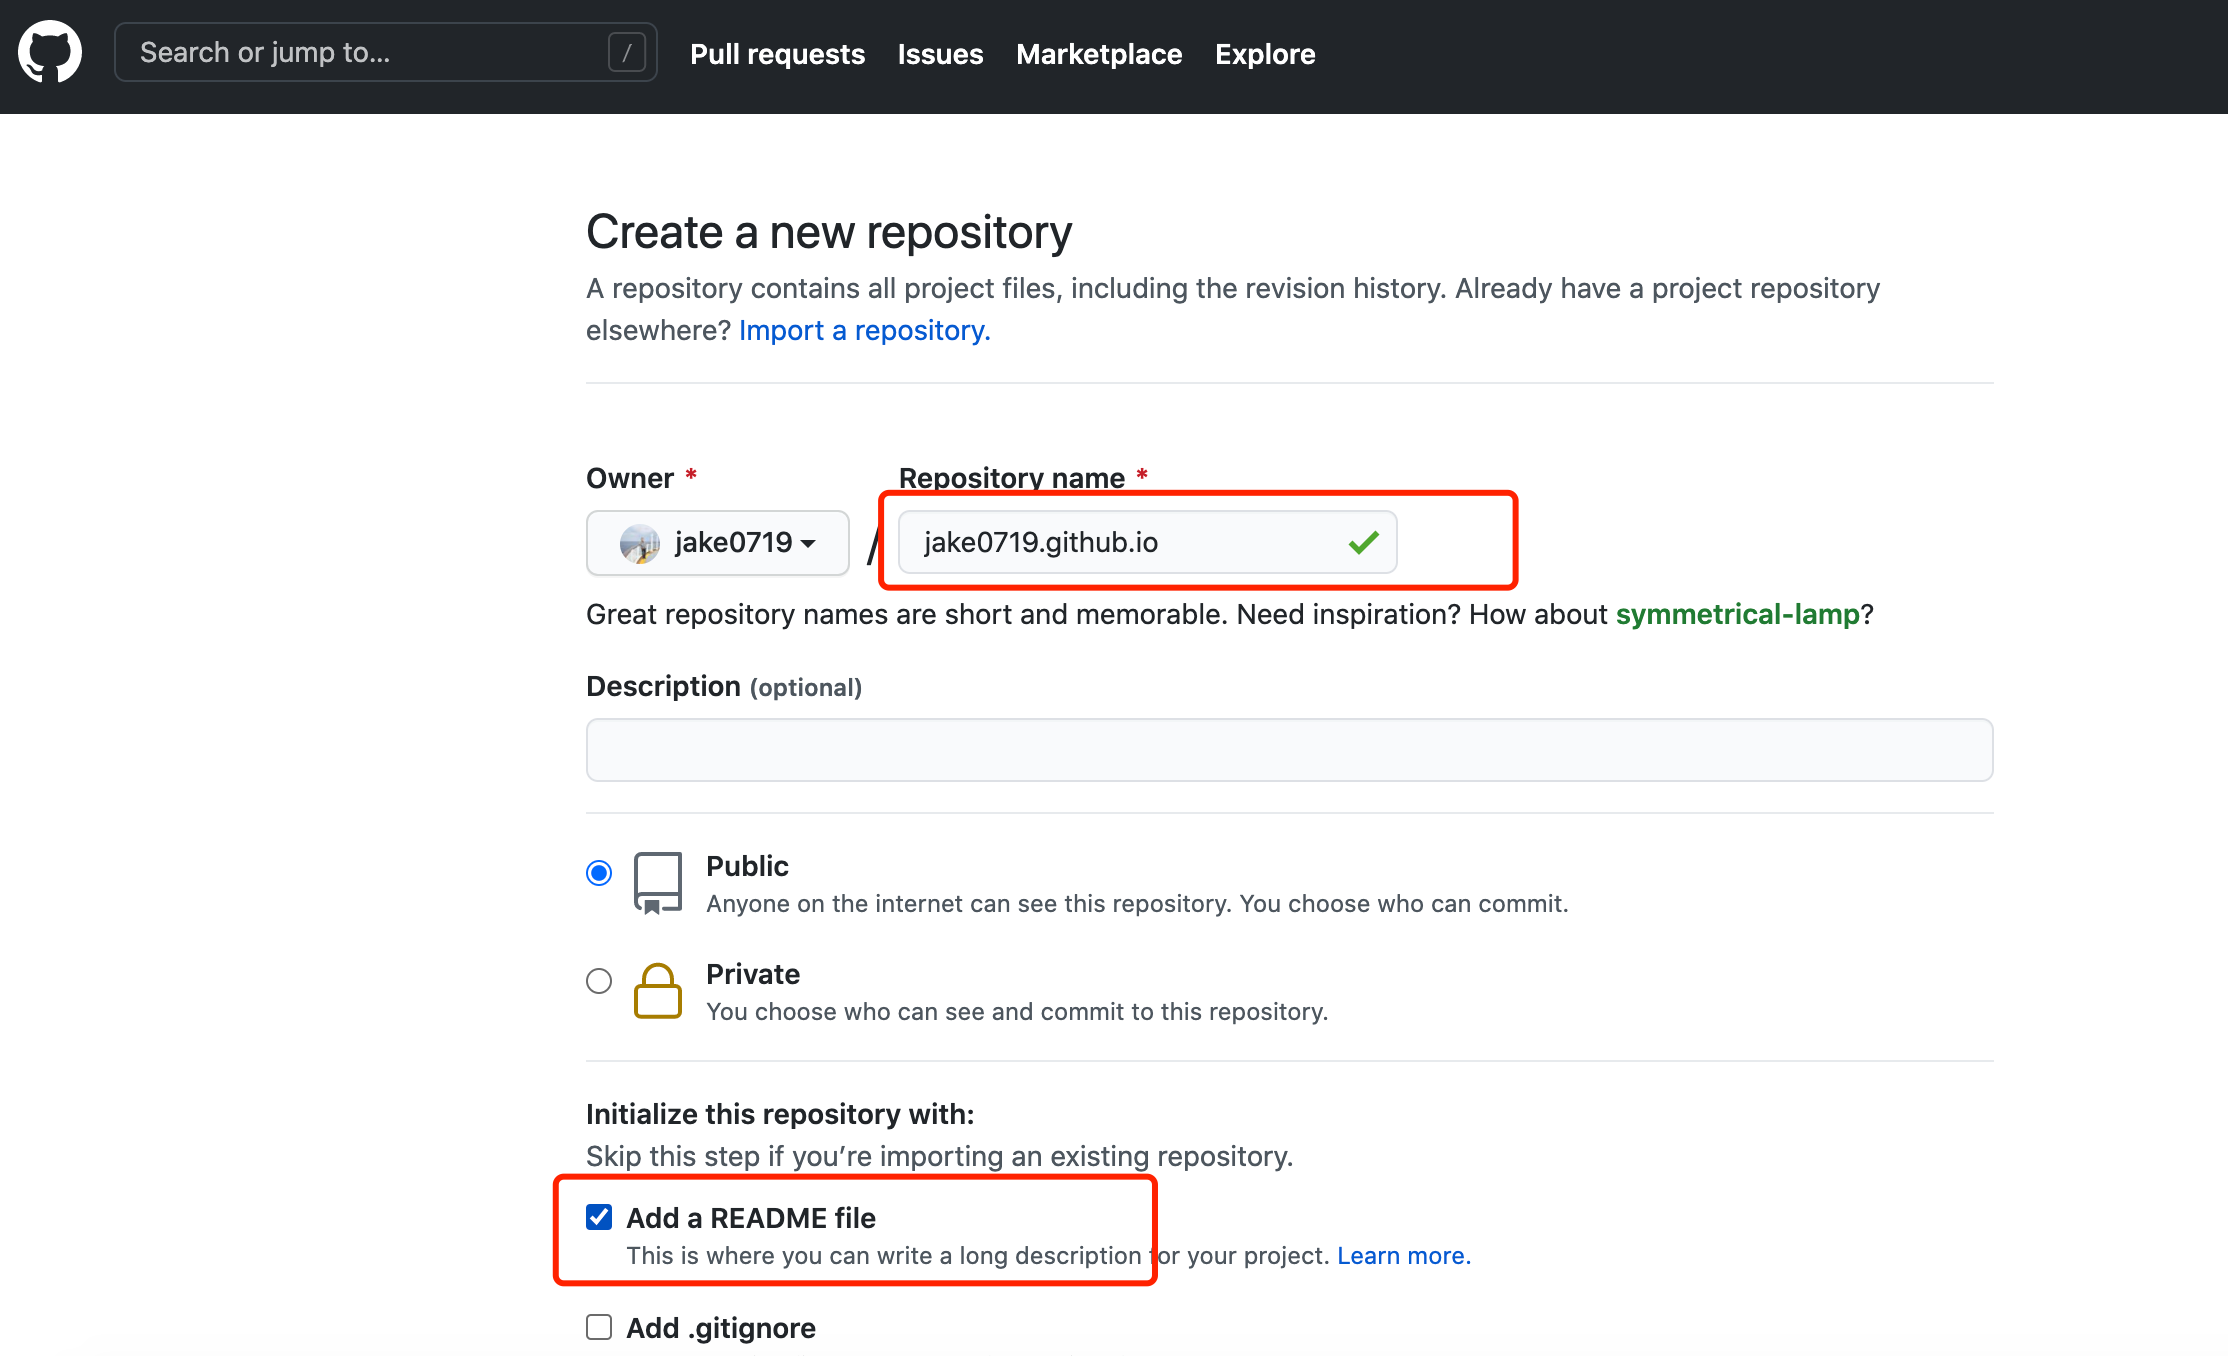 Search or jump to...
/
Pull requests
Issues
Marketplace
Explore
Create a new repository
A repository contains all project files, including the revision history. Already have a project repository
elsewhere? Import a repository.
Owner *
Repository name *
jake0719
/
jake0719.github.io
Great repository names are short and memorable. Need inspiration? How about symmetrical-lamp?
Description (optional)
Public
Anyone on the internet can see this repository. You choose who can commit.
Private
You choose who can see and commit to this repository.
Initialize this repository with:
Skip this step if you’re importing an existing repository.
Add a README file
This is where you can write a long description for your project. Learn more.
Add .gitignore